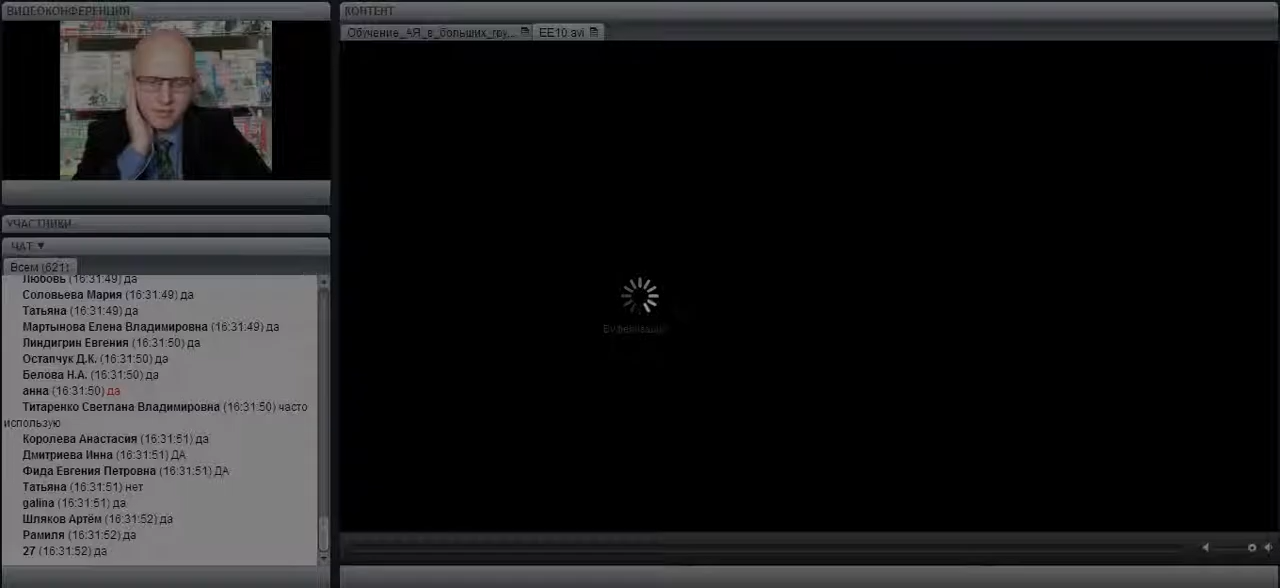 ВИДЕОКОНФЕРЕНЦИЯ
КОНТЕНТ
Обучение_АЯ_в_больших_гру...
EE10.avi
УЧАСТНИКИ
ЧАТ
Всем (621)
Любовь (16:31:49) да
Соловьева Мария (16:31:49) да
Татьяна (16:31:49) да
Мартынова Елена Владимировна (16:31:49) да
Линдигрин Евгения (16:31:50) да
Остапчук Д.К. (16:31:50) да
Белова Н.А. (16:31:50) да
анна (16:31:50) да
Титаренко Светлана Владимировна (16:31:50) часто
использую
Королева Анастасия (16:31:51) да
Дмитриева Инна (16:31:51) ДА
Фида Евгения Петровна (16:31:51) ДА
Татьяна (16:31:51) нет
galina (16:31:51) да
Шляков Артём (16:31:52) да
Рамиля (16:31:52) да
27 (16:31:52) да
Буферизация